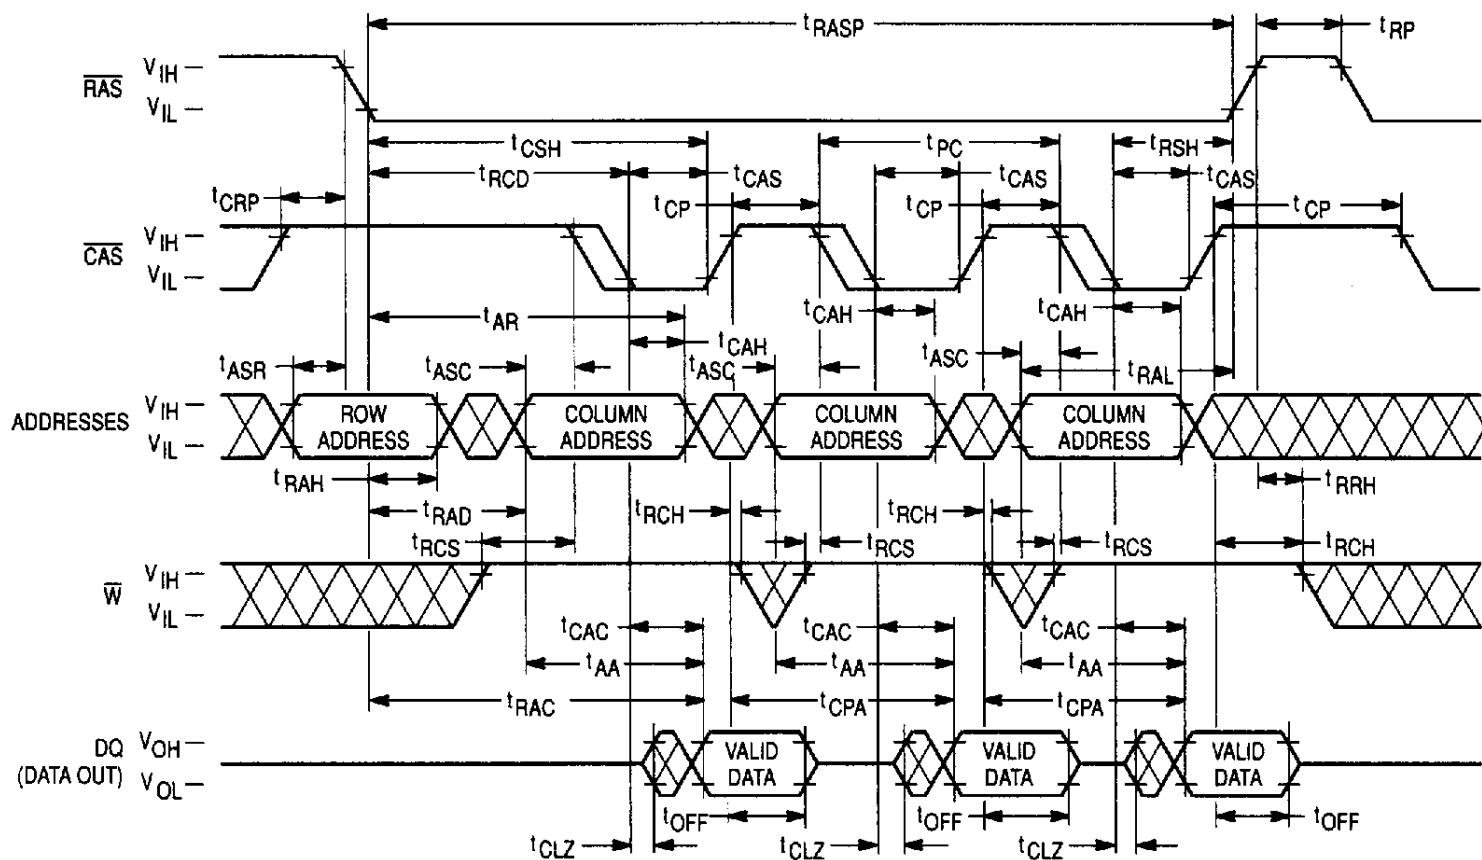 tRASP
tRP
RAS
VIH
VIL
tCSH
tPC
tRSH
tRCD
tCAS
tCAS
tCAS
tCRP
tCP
tCP
tCP
CAS
VIH
VIL
tAR
tCAH
tCAH
tCAH
tASR
tASC
tASC
tASC
tRAL
ADDRESSES
VIH
VIL
ROW
ADDRESS
COLUMN
ADDRESS
COLUMN
ADDRESS
COLUMN
ADDRESS
tRAH
tRRH
tRAD
tRCH
tRCH
tRCS
tRCS
tRCS
tRCH
W
VIH
VIL
tCAC
tCAC
tCAC
tAA
tAA
tAA
tRAC
tCPA
tCPA
DQ
(DATA OUT)
VOH
VOL
VALID
DATA
VALID
DATA
VALID
DATA
tOFF
tOFF
tOFF
tCLZ
tCLZ
tCLZ